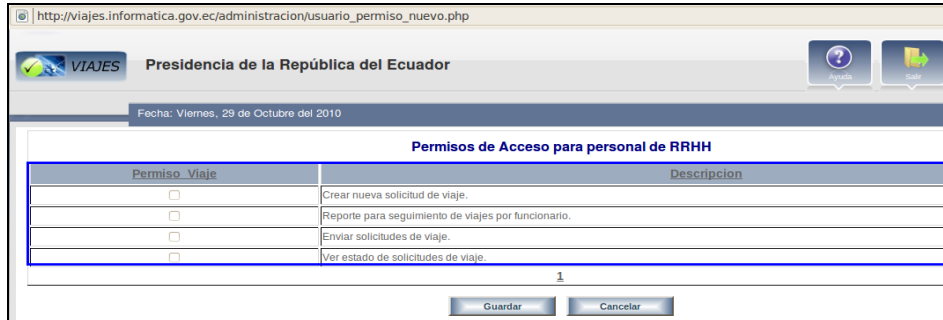 http://viajes.informatica.gov.ec/administracion/usuario_permiso_nuevo.php
VIAJES
Presidencia de la República del Ecuador
Ayuda
Salir
Fecha: Viernes, 29 de Octubre del 2010
Permisos de Acceso para personal de RRHH
Permiso_Viaje Descripcion
Crear nueva solicitud de viaje.
Reporte para seguimiento de viajes por funcionario.
Enviar solicitudes de viaje.
Ver estado de solicitudes de viaje.
1
Guardar Cancelar